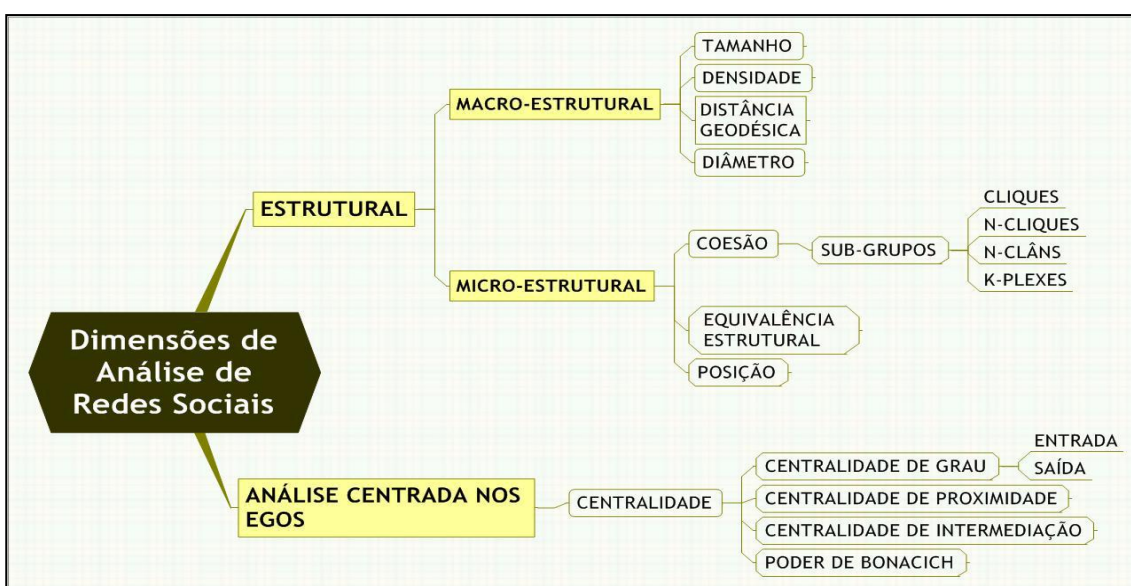 TAMANHO
DENSIDADE
DISTÂNCIA
GEODÉSICA
DIÂMETRO
MACRO-ESTRUTURAL
ESTRUTURAL
MICRO-ESTRUTURAL
COESÃO
SUB-GRUPOS
CLIQUES
N-CLIQUES
N-CLÂNS
K-PLEXES
EQUIVALÊNCIA
ESTRUTURAL
POSIÇÃO
Dimensões de
Análise de
Redes Sociais
ANÁLISE CENTRADA NOS
EGOS
CENTRALIDADE
CENTRALIDADE DE GRAU
ENTRADA
SAÍDA
CENTRALIDADE DE PROXIMIDADE
CENTRALIDADE DE INTERMEDIAÇÃO
PODER DE BONACICH